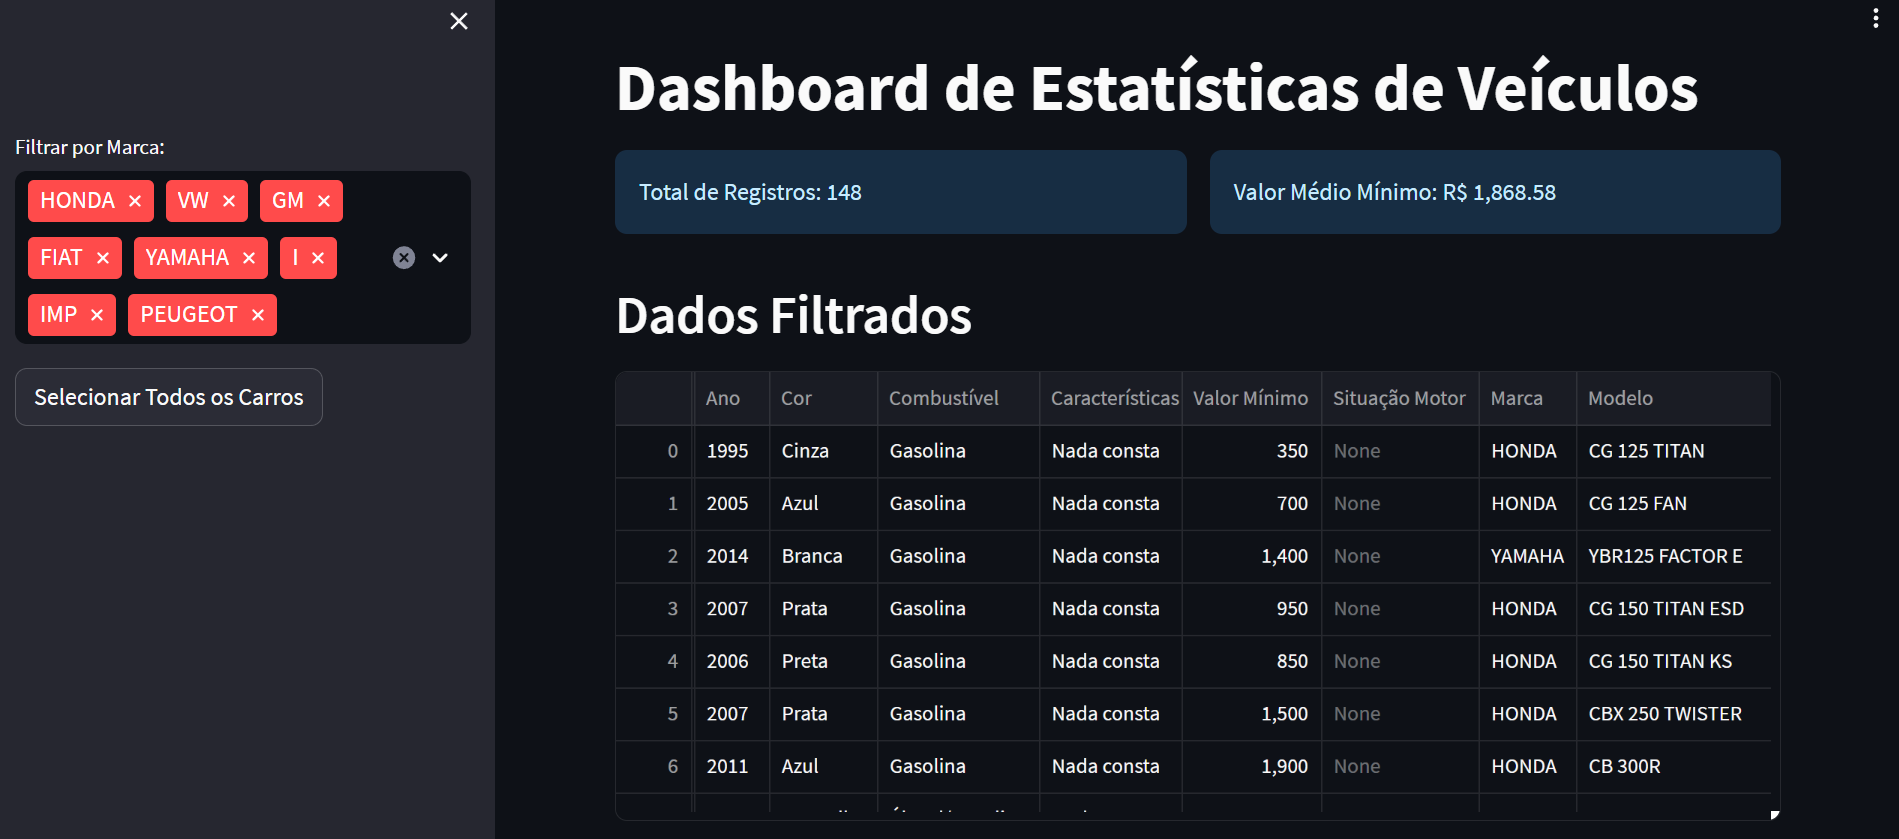 Filtrar por Marca:
HONDA VW GM
FIAT YAMAHA I
IMP PEUGEOT
Selecionar Todos os Carros
Dashboard de Estatísticas de Veículos
Total de Registros: 148
Valor Médio Mínimo: R$ 1,868.58
Dados Filtrados
Ano Cor Combustível Características Valor Mínimo Situação Motor Marca Modelo
0 1995 Cinza Gasolina Nada consta 350 None HONDA CG 125 TITAN
1 2005 Azul Gasolina Nada consta 700 None HONDA CG 125 FAN
2 2014 Branca Gasolina Nada consta 1,400 None YAMAHA YBR125 FACTOR E
3 2007 Prata Gasolina Nada consta 950 None HONDA CG 150 TITAN ESD
4 2006 Preta Gasolina Nada consta 850 None HONDA CG 150 TITAN KS
5 2007 Prata Gasolina Nada consta 1,500 None HONDA CBX 250 TWISTER
6 2011 Azul Gasolina Nada consta 1,900 None HONDA CB 300R